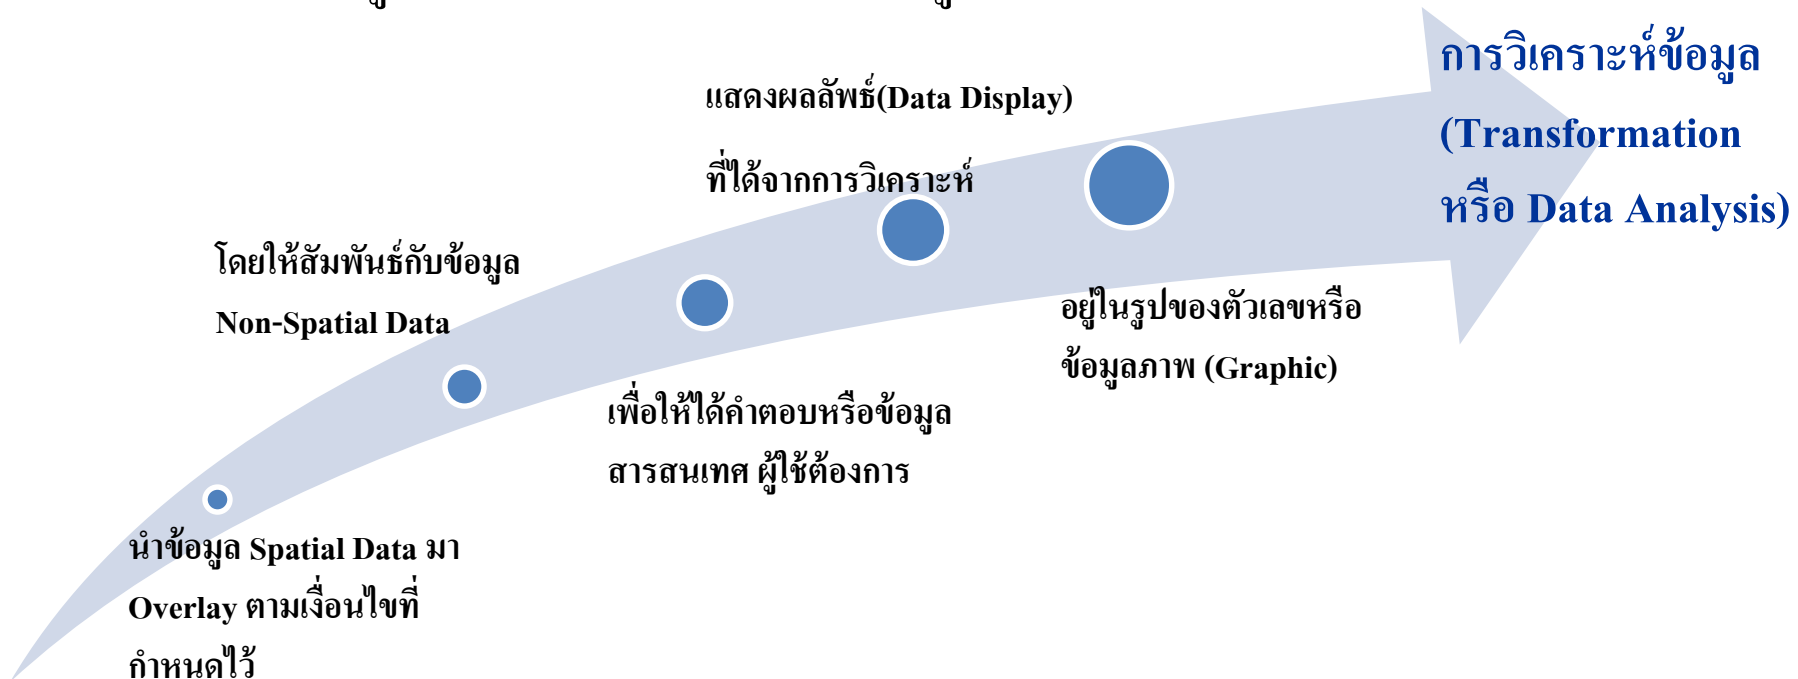 การวิเคราะห์ข้อมูล
(Transformation
หรือ Data Analysis)
แสดงผลลัพธ์(Data Display)
ที่ได้จากการวิเคราะห์
โดยให้สัมพันธ์กับข้อมูล
Non-Spatial Data
อยู่ในรูปของตัวเลขหรือ
ข้อมูลภาพ (Graphic)
เพื่อให้ได้คำตอบหรือข้อมูล
สารสนเทศ ผู้ใช้ต้องการ
นำข้อมูล Spatial Data มา
Overlay ตามเงื่อนไขที่
กำหนดไว้